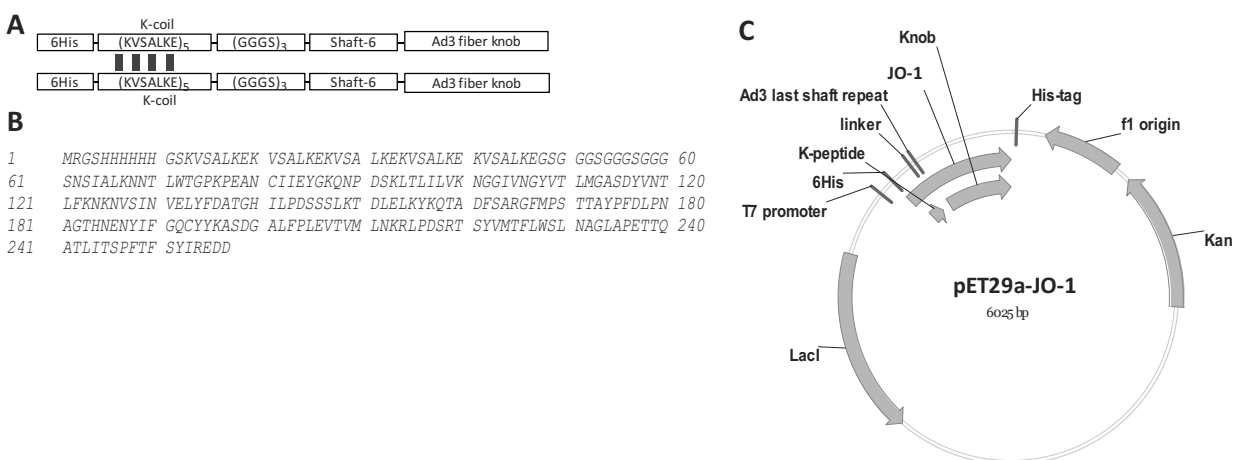 A
K-coil
6His (KVSALKE)5 (GGGS)3 Shaft-6 Ad3 fiber knob
6His (KVSALKE)5 (GGGS)3 Shaft-6 Ad3 fiber knob
K-coil
B
1 MRGSHHHHHH GSKVSALKEK VSALKEKVSA LKEKVSALKE KVSALKEGSG GGSGGGSGGG 60
61 SNSIALKNNT LWTGPKPEAN CIIEYGKQNP DSKLTLILVK NGGIVNGYVT LMGASDYVNT 120
121 LFKNKNVSIN VELYFDATGH ILPDSSSLKT DLELKYKQTA DFSARGFMPS TTAYPFDLPN 180
181 AGTHNENYIF GQCYYKASDG ALFPLEVTVM LNKRLPDSRT SYVMTFLWSL NAGLAPETTQ 240
241 ATLITSPFTF SYIREDD
C
Knob
JO-1
Ad3 last shaft repeat
His-tag
linker
f1 origin
K-peptide
6His
T7 promoter
Kan
pET29a-JO-1
6025 bp
LacI